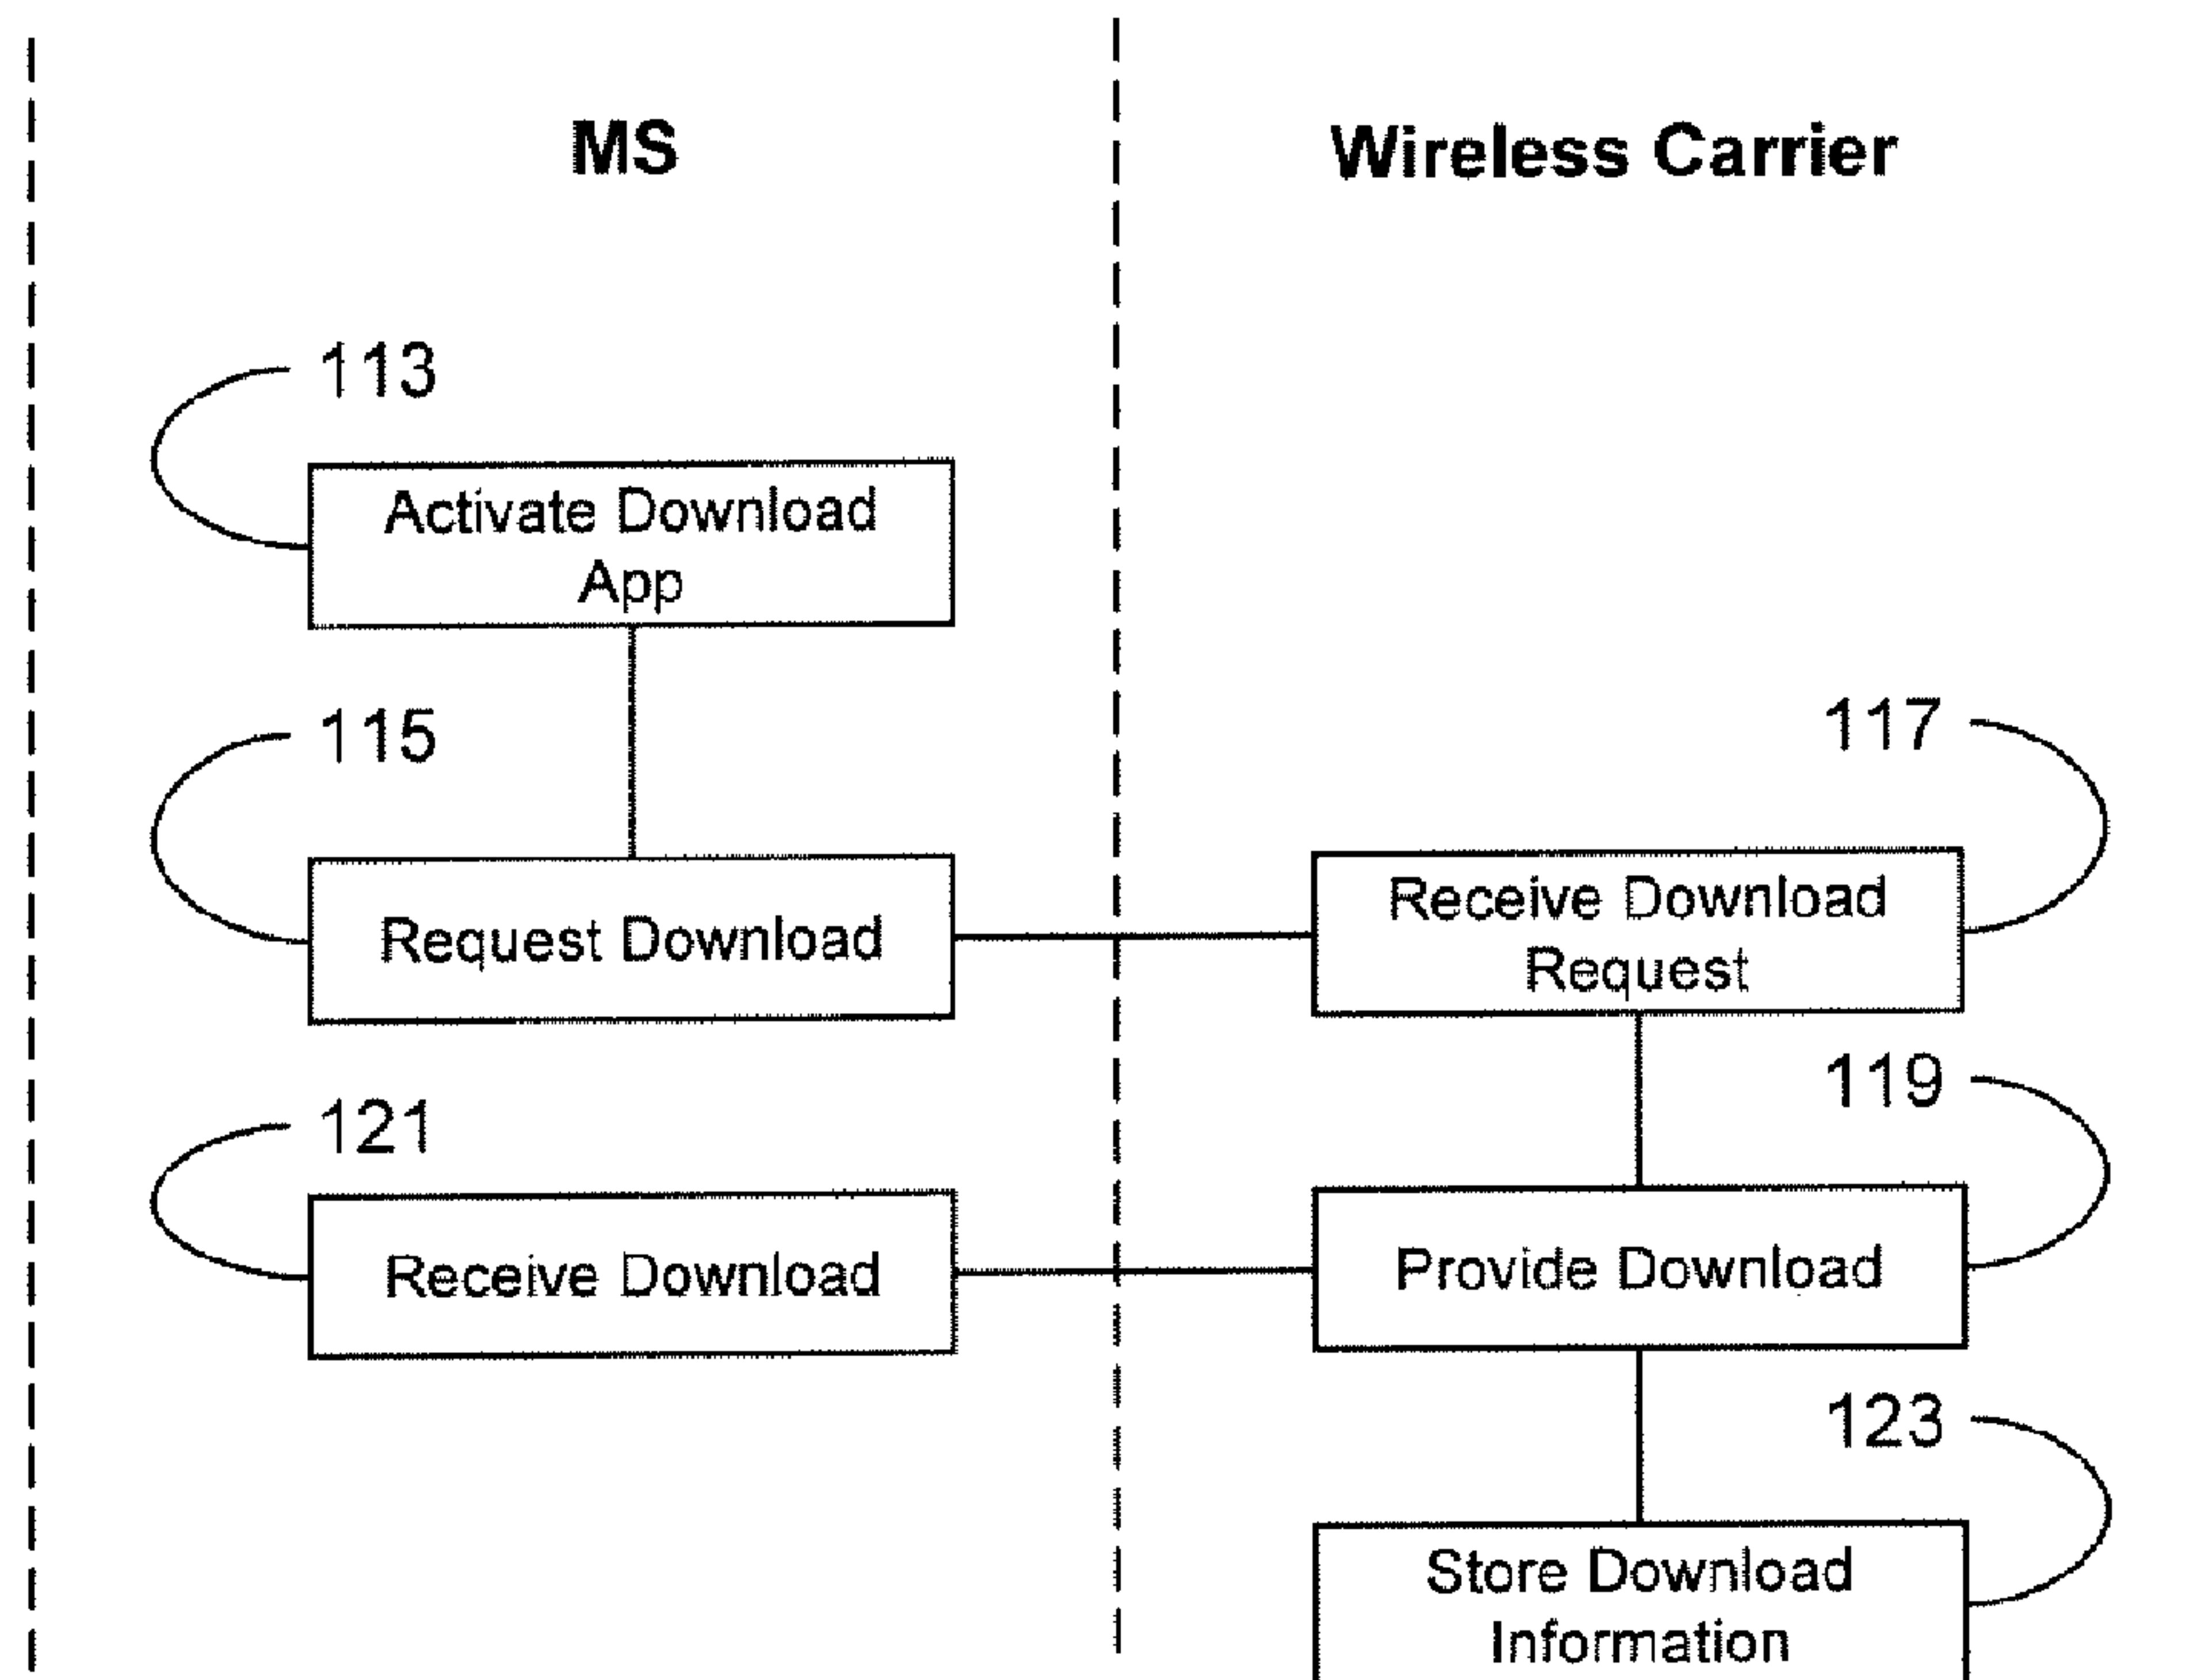 MS
Wireless Carrier
113
Activate Download
App
115
Request Download
117
Receive Download
Request
119
Provide Download
121
Receive Download
123
Store Download
Information